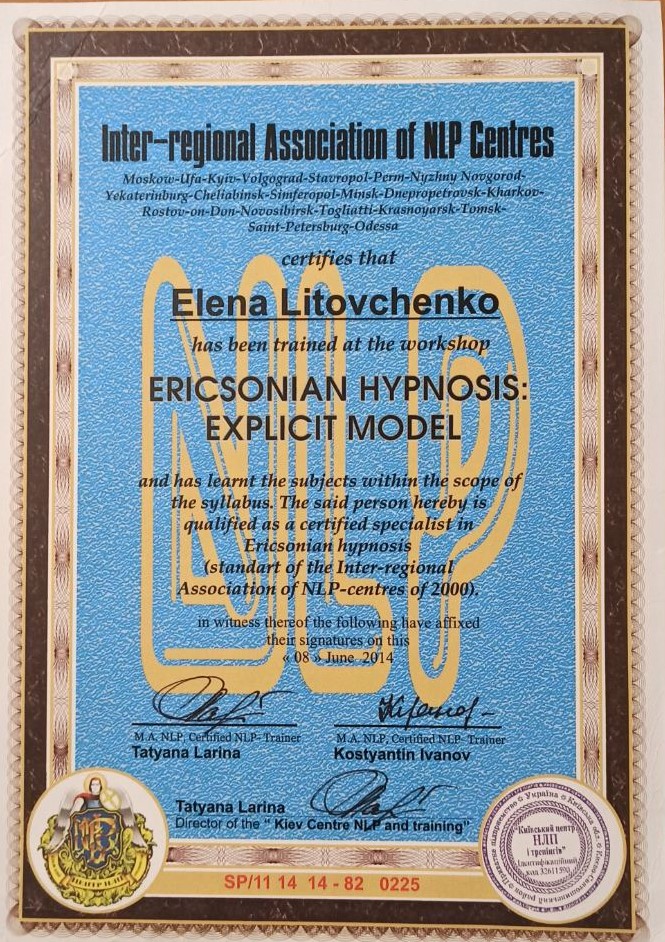 Inter-regional Association of NLP Centres
Moskow-Ufa-Kyiv-Volgograd-Stavropol-Perm-Nyzhny Novgorod-
Yekaterinburg-Cheliabinsk-Simferopol-Minsk-Dnepropetrovsk-Kharkov-
Rostov-on-Don-Novosibirsk-Togliatti-Krasnoyarsk-Tomsk-
Saint-Petersburg-Odessa
certifies that
Elena Litovchenko
has been trained at the workshop
ERICSONIAN HYPNOSIS:
EXPLICIT MODEL
NLP
and has learnt the subjects within the scope of
the syllabus. The said person hereby is
qualified as a certified specialist in
Ericsonian hypnosis
(standart of the Inter-regional
Association of NLP-centres of 2000).
in witness thereof the following have affixed
their signatures on this
« 08 » June 2014
M.A. NLP, Certified NLP- Trainer
Tatyana Larina
M.A. NLP, Certified NLP- Trainer
Kostyantin Ivanov
Tatyana Larina
Director of the " Kiev Centre NLP and training"
SP/11 14 14 - 82 0225
Україна
"Київський центр
НЛП
і тренінгів"
Ідентифікаційний
код 32611590